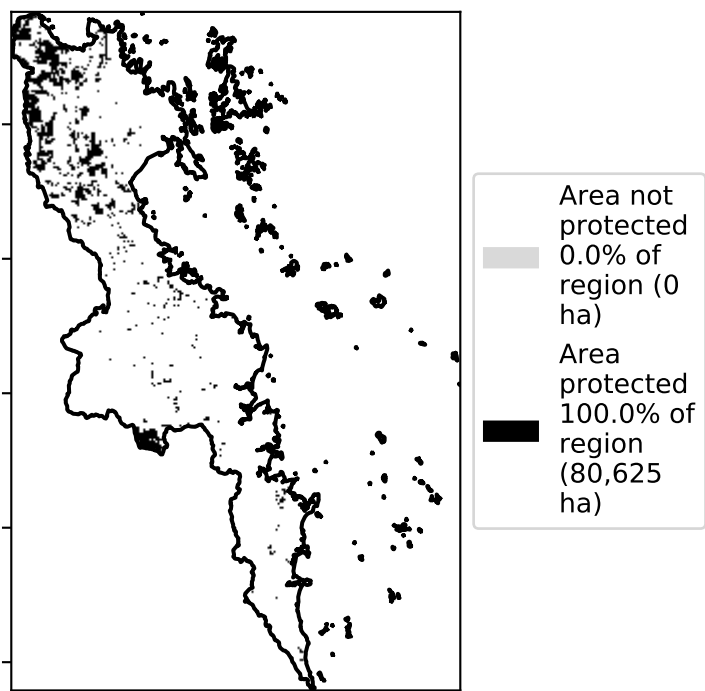 Area not
protected
0.0% of
region (0
ha)
Area
protected
100.0% of
region
(80,625
ha)